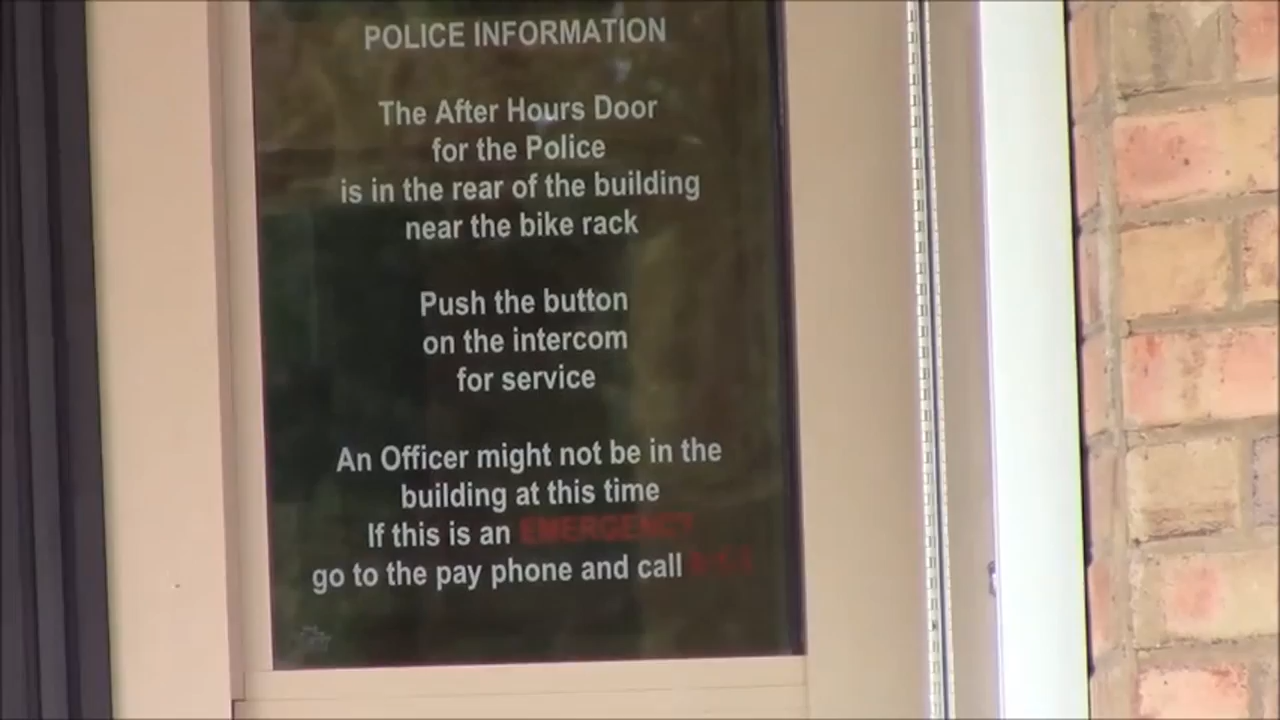 POLICE INFORMATION
The After Hours Door
for the Police
is in the rear of the building
near the bike rack
Push the button
on the intercom
for service
An Officer might not be in the
building at this time
If this is an EMERGENCY
go to the pay phone and call